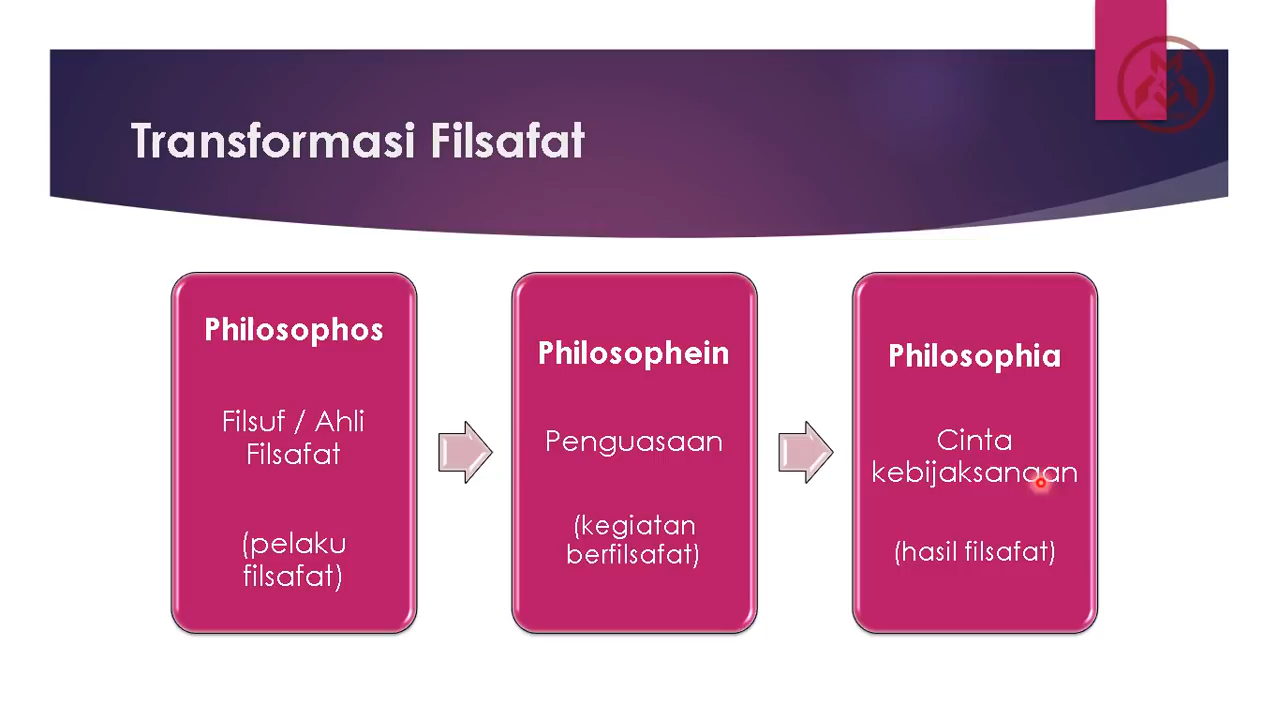 Transformasi Filsafat
Philosophos
Filsuf / Ahli
Filsafat
(pelaku
filsafat)
Philosophein
Penguasaan
(kegiatan
berfilsafat)
Philosophia
Cinta
kebijaksanaan
(hasil filsafat)